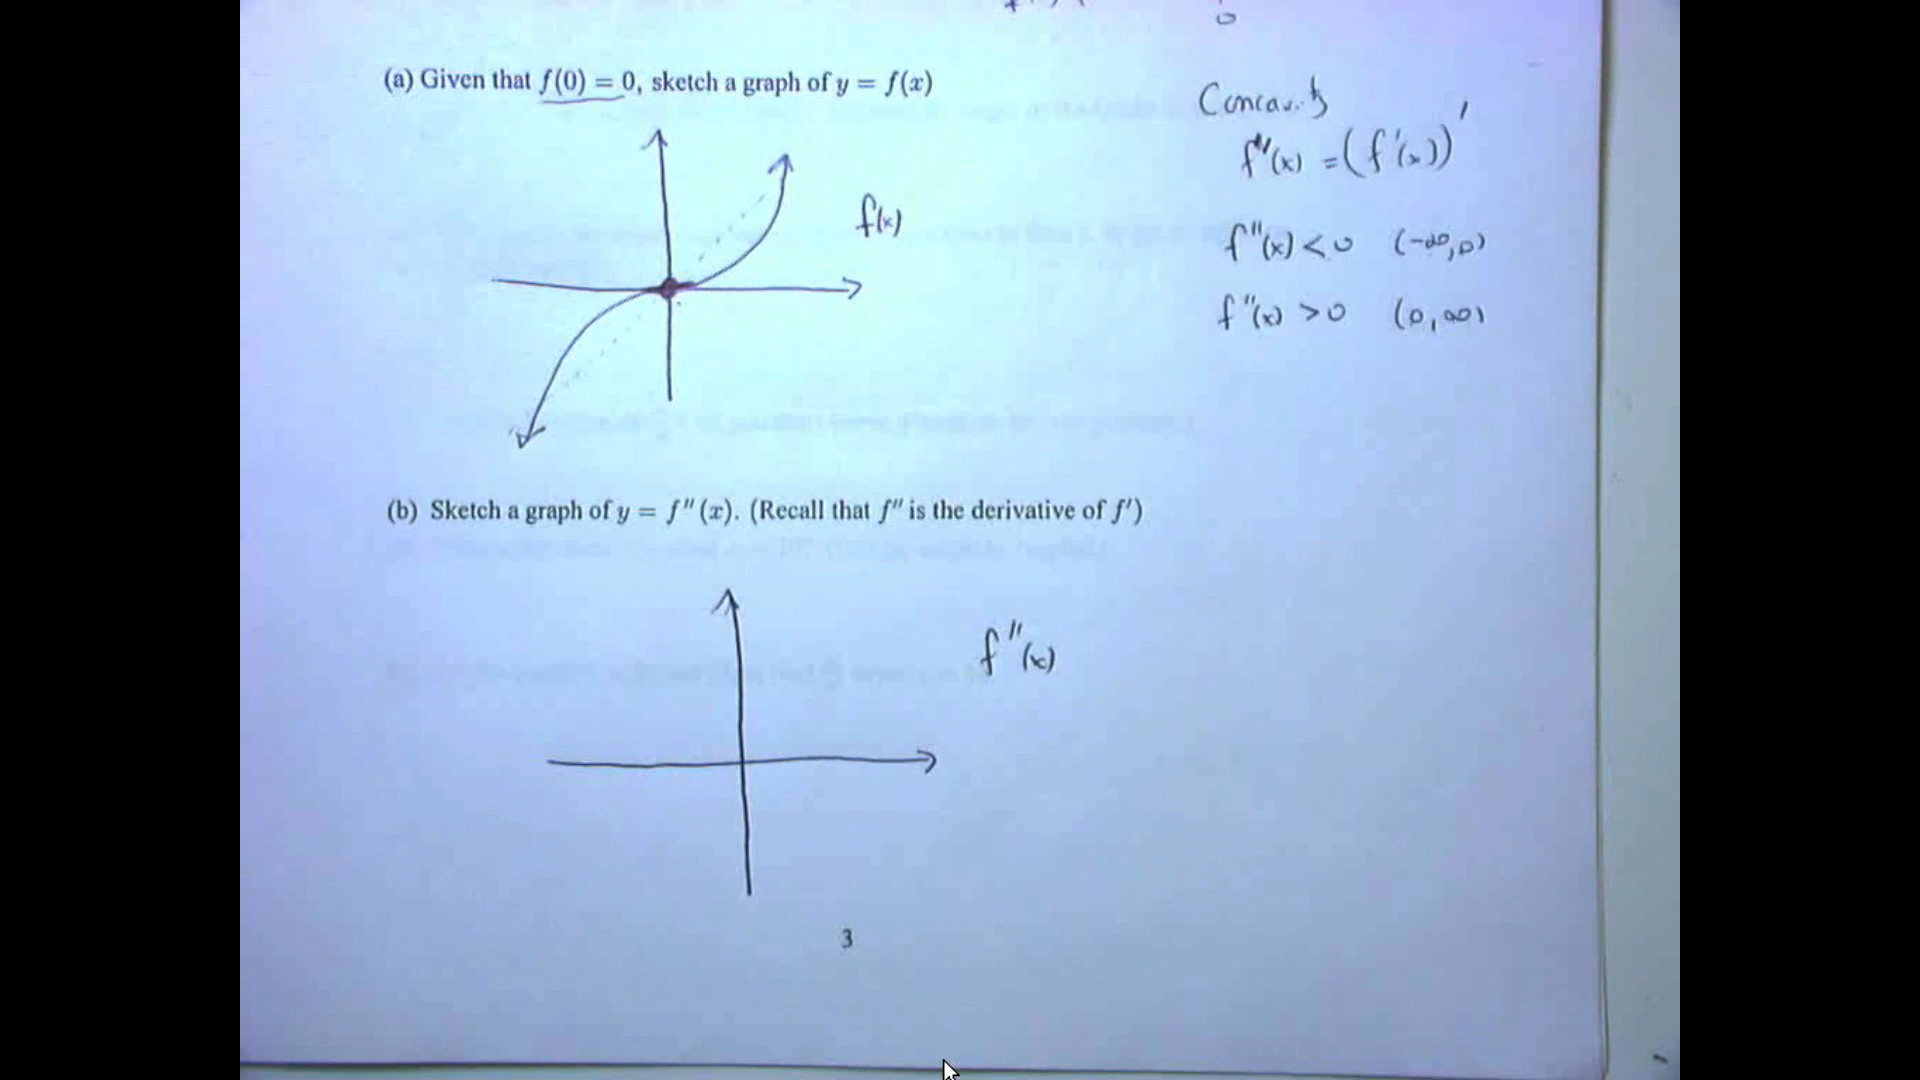 (a) Given that f(0) = 0, sketch a graph of y = f(x)
f(x)
Concavity
f''(x) = (f'(x))'
f''(x) < 0 (-∞,0)
f''(x) > 0 (0,∞)
(b) Sketch a graph of y = f''(x). (Recall that f'' is the derivative of f')
f''(x)
3